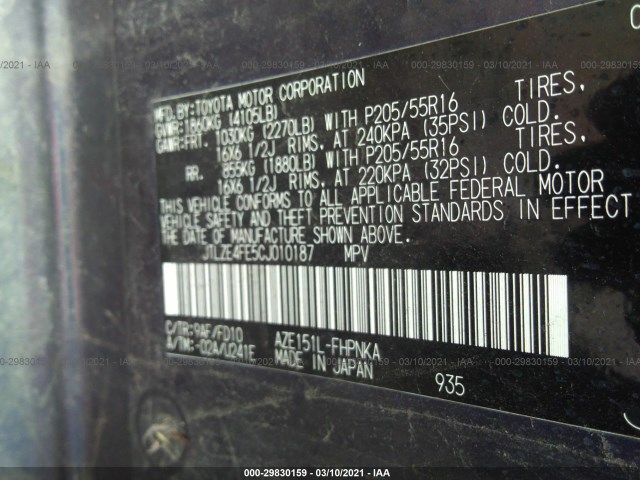 000-29830159 - 03/10/2021 - IAA
MFD.BY:TOYOTA MOTOR CORPORATION
GVWR:1860KG (4105LB)
GAWR:FRT. 1030KG (2270LB) WITH P205/55R16 TIRES,
16X6 1/2J RIMS, AT 240KPA (35PSI) COLD.
RR. 855KG (1880LB) WITH P205/55R16 TIRES,
16X6 1/2J RIMS, AT 220KPA (32PSI) COLD.
THIS VEHICLE CONFORMS TO ALL APPLICABLE FEDERAL MOTOR
VEHICLE SAFETY AND THEFT PREVENTION STANDARDS IN EFFECT
DATE OF MANUFACTURE SHOWN ABOVE.
JTLZE4FE5CJ010187 MPV
C/TR:9AF/FD10 AZE151L-FHPNKA
A/TM:-02A/U241E MADE IN JAPAN
935
000-29830159 - 03/10/2021 - IAA